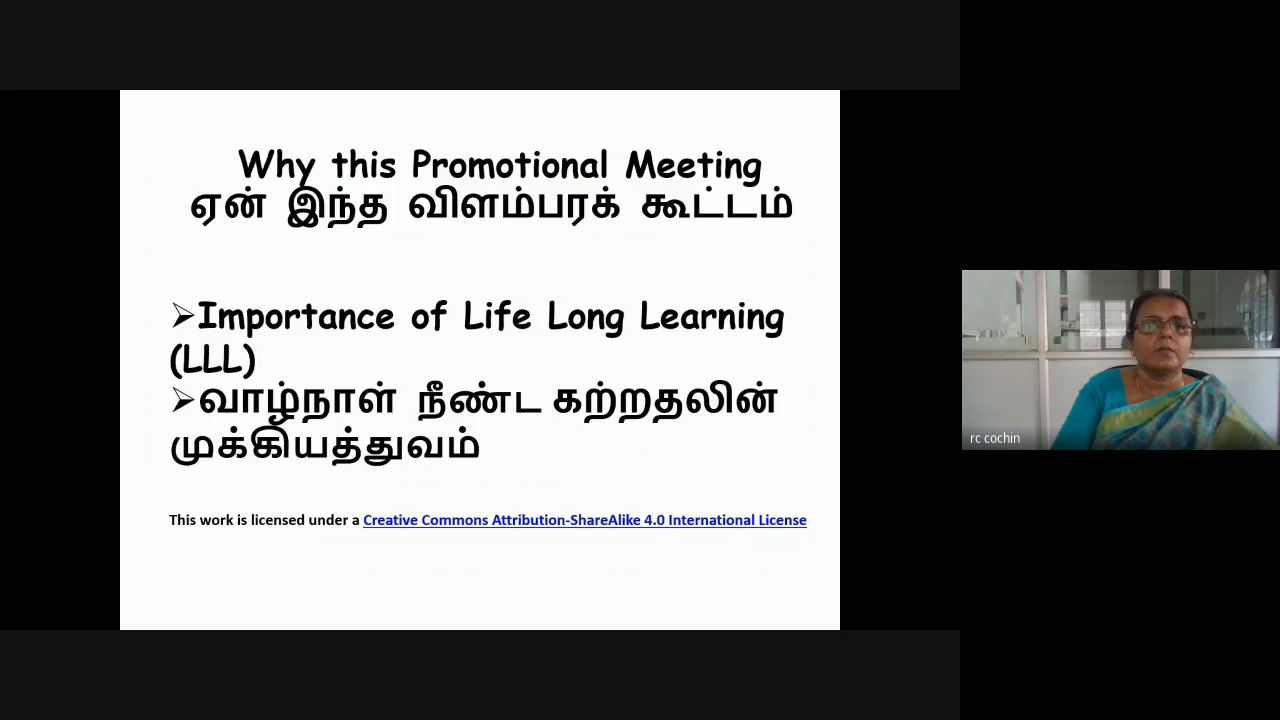 Why this Promotional Meeting
ஏன் இந்த விளம்பரக் கூட்டம்
➢Importance of Life Long Learning
(LLL)
➢வாழ்நாள் நீண்ட கற்றதலின்
முக்கியத்துவம்
This work is licensed under a Creative Commons Attribution-ShareAlike 4.0 International License
rc cochin